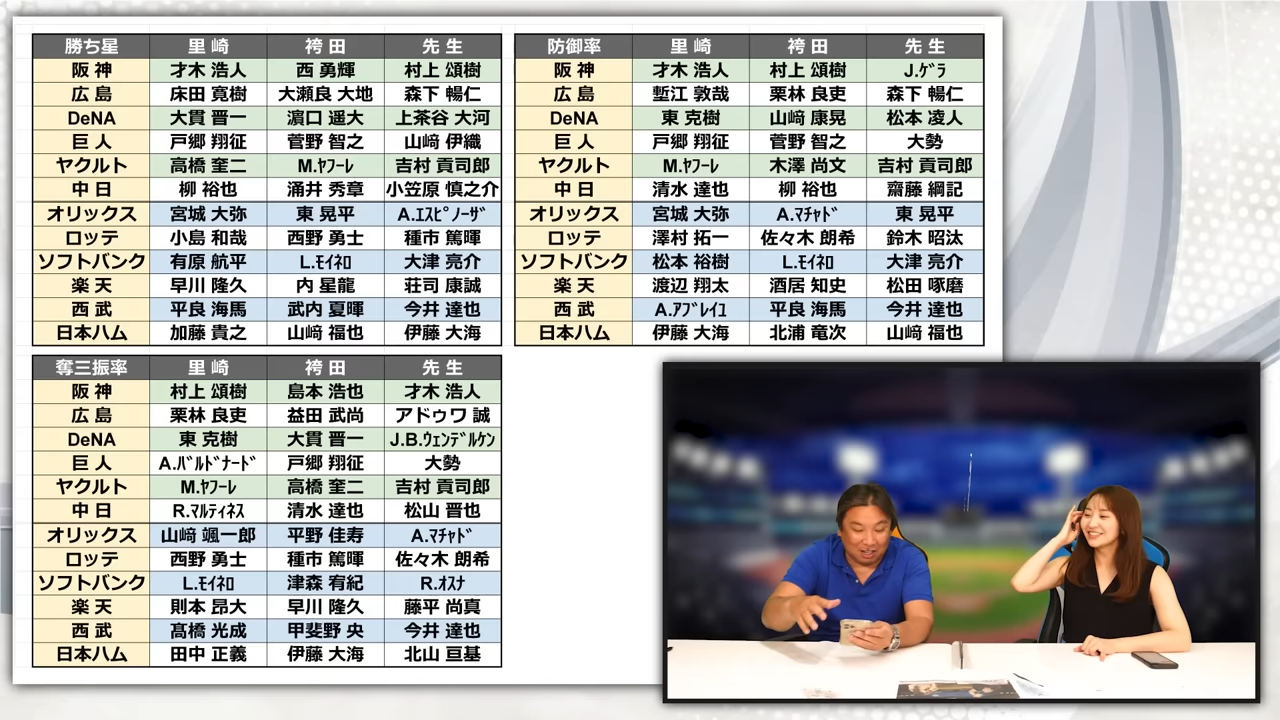 勝ち星 里 崎 袴 田 先 生
阪 神 才木 浩人 西 勇輝 村上 頌樹
広 島 床田 寛樹 大瀬良 大地 森下 暢仁
DeNA 大貫 晋一 濵口 遥大 上茶谷 大河
巨 人 戸郷 翔征 菅野 智之 山﨑 伊織
ヤクルト 高橋 奎二 M.ﾔﾌｰﾚ 吉村 貢司郎
中 日 柳 裕也 涌井 秀章 小笠原 慎之介
オリックス 宮城 大弥 東 晃平 A.ｴｽﾋﾟﾉｰｻﾞ
ロッテ 小島 和哉 西野 勇士 種市 篤暉
ソフトバンク 有原 航平 L.ﾓｲﾈﾛ 大津 亮介
楽 天 早川 隆久 内 星龍 荘司 康誠
西 武 平良 海馬 武内 夏暉 今井 達也
日本ハム 加藤 貴之 山﨑 福也 伊藤 大海
防御率 里 崎 袴 田 先 生
阪 神 才木 浩人 村上 頌樹 J.ｹﾞﾗ
広 島 塹江 敦哉 栗林 良吏 森下 暢仁
DeNA 東 克樹 山﨑 康晃 松本 凌人
巨 人 戸郷 翔征 菅野 智之 大勢
ヤクルト M.ﾔﾌｰﾚ 木澤 尚文 吉村 貢司郎
中 日 清水 達也 柳 裕也 齋藤 綱記
オリックス 宮城 大弥 A.ﾏﾁｬﾄﾞ 東 晃平
ロッテ 澤村 拓一 佐々木 朗希 鈴木 昭汰
ソフトバンク 松本 裕樹 L.ﾓｲﾈﾛ 大津 亮介
楽 天 渡辺 翔太 酒居 知史 松田 啄磨
西 武 A.ｱﾌﾞﾚｲﾕ 平良 海馬 今井 達也
日本ハム 伊藤 大海 北浦 竜次 山﨑 福也
奪三振率 里 崎 袴 田 先 生
阪 神 村上 頌樹 島本 浩也 才木 浩人
広 島 栗林 良吏 益田 武尚 アドゥワ 誠
DeNA 東 克樹 大貫 晋一 J.B.ｳｪﾝﾃﾞﾙｹﾝ
巨 人 A.ﾊﾞﾙﾄﾞﾅｰﾄﾞ 戸郷 翔征 大勢
ヤクルト M.ﾔﾌｰﾚ 高橋 奎二 吉村 貢司郎
中 日 R.ﾏﾙﾃｨﾈｽ 清水 達也 松山 晋也
オリックス 山﨑 颯一郎 平野 佳寿 A.ﾏﾁｬﾄﾞ
ロッテ 西野 勇士 種市 篤暉 佐々木 朗希
ソフトバンク L.ﾓｲﾈﾛ 津森 宥紀 R.ｵｽﾅ
楽 天 則本 昂大 早川 隆久 藤平 尚真
西 武 髙橋 光成 甲斐野 央 今井 達也
日本ハム 田中 正義 伊藤 大海 北山 亘基